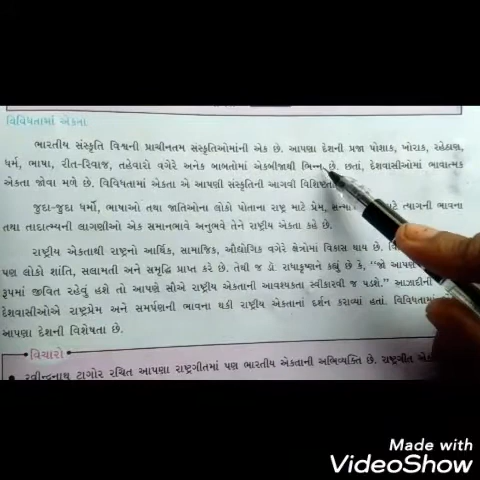 વિવિધતામાં એકતા
ભારતીય સંસ્કૃતિ વિશ્વની પ્રાચીનતમ સંસ્કૃતિઓમાંની એક છે. આપણા દેશની પ્રજા પોશાક, ખોરાક, રહેઠાણ,
ધર્મ, ભાષા, રીત-રિવાજ, તહેવારો વગેરે અનેક બાબતોમાં એકબીજાથી ભિન્ન છે. છતાં, દેશવાસીઓમાં ભાવાત્મક
એકતા જોવા મળે છે. વિવિધતામાં એકતા એ આપણી સંસ્કૃતિની આગવી
જુદા-જુદા ધર્મો, ભાષાઓ તથા જાતિઓના લોકો પોતાના રાષ્ટ્ર માટે પ્રેમ, ત્યાગની ભાવના
તથા તાદાત્મ્યની લાગણીઓ એક સમાનભાવે અનુભવે તેને રાષ્ટ્રીય એકતા કહે છે.
રાષ્ટ્રીય એકતાથી રાષ્ટ્રનો આર્થિક, સામાજિક, ઔદ્યોગિક વગેરે ક્ષેત્રોમાં વિકાસ થાય છે.
પણ લોકો શાંતિ, સલામતી અને સમૃદ્ધિ પ્રાપ્ત કરે છે. તેથી જ ડૉ રાધાકૃષ્ણને કહ્યું છે કે, "જો આપણે
રૂપમાં જીવિત રહેવું હશે તો આપણે સૌએ રાષ્ટ્રીય એકતાની આવશ્યકતા સ્વીકારવી જ પડશે." આઝાદીની
દેશવાસીઓએ રાષ્ટ્રપ્રેમ અને સમર્પણની ભાવના થકી રાષ્ટ્રીય એકતાનાં દર્શન કરાવ્યાં હતાં. વિવિધતામાં
આપણા દેશની વિશેષતા છે.
વિચારો
• રવીન્દ્રનાથ ટાગોર રચિત આપણા રાષ્ટ્રગીતમાં પણ ભારતીય એકતાની અભિવ્યક્તિ છે. રાષ્ટ્રગીત
Made with
VideoShow